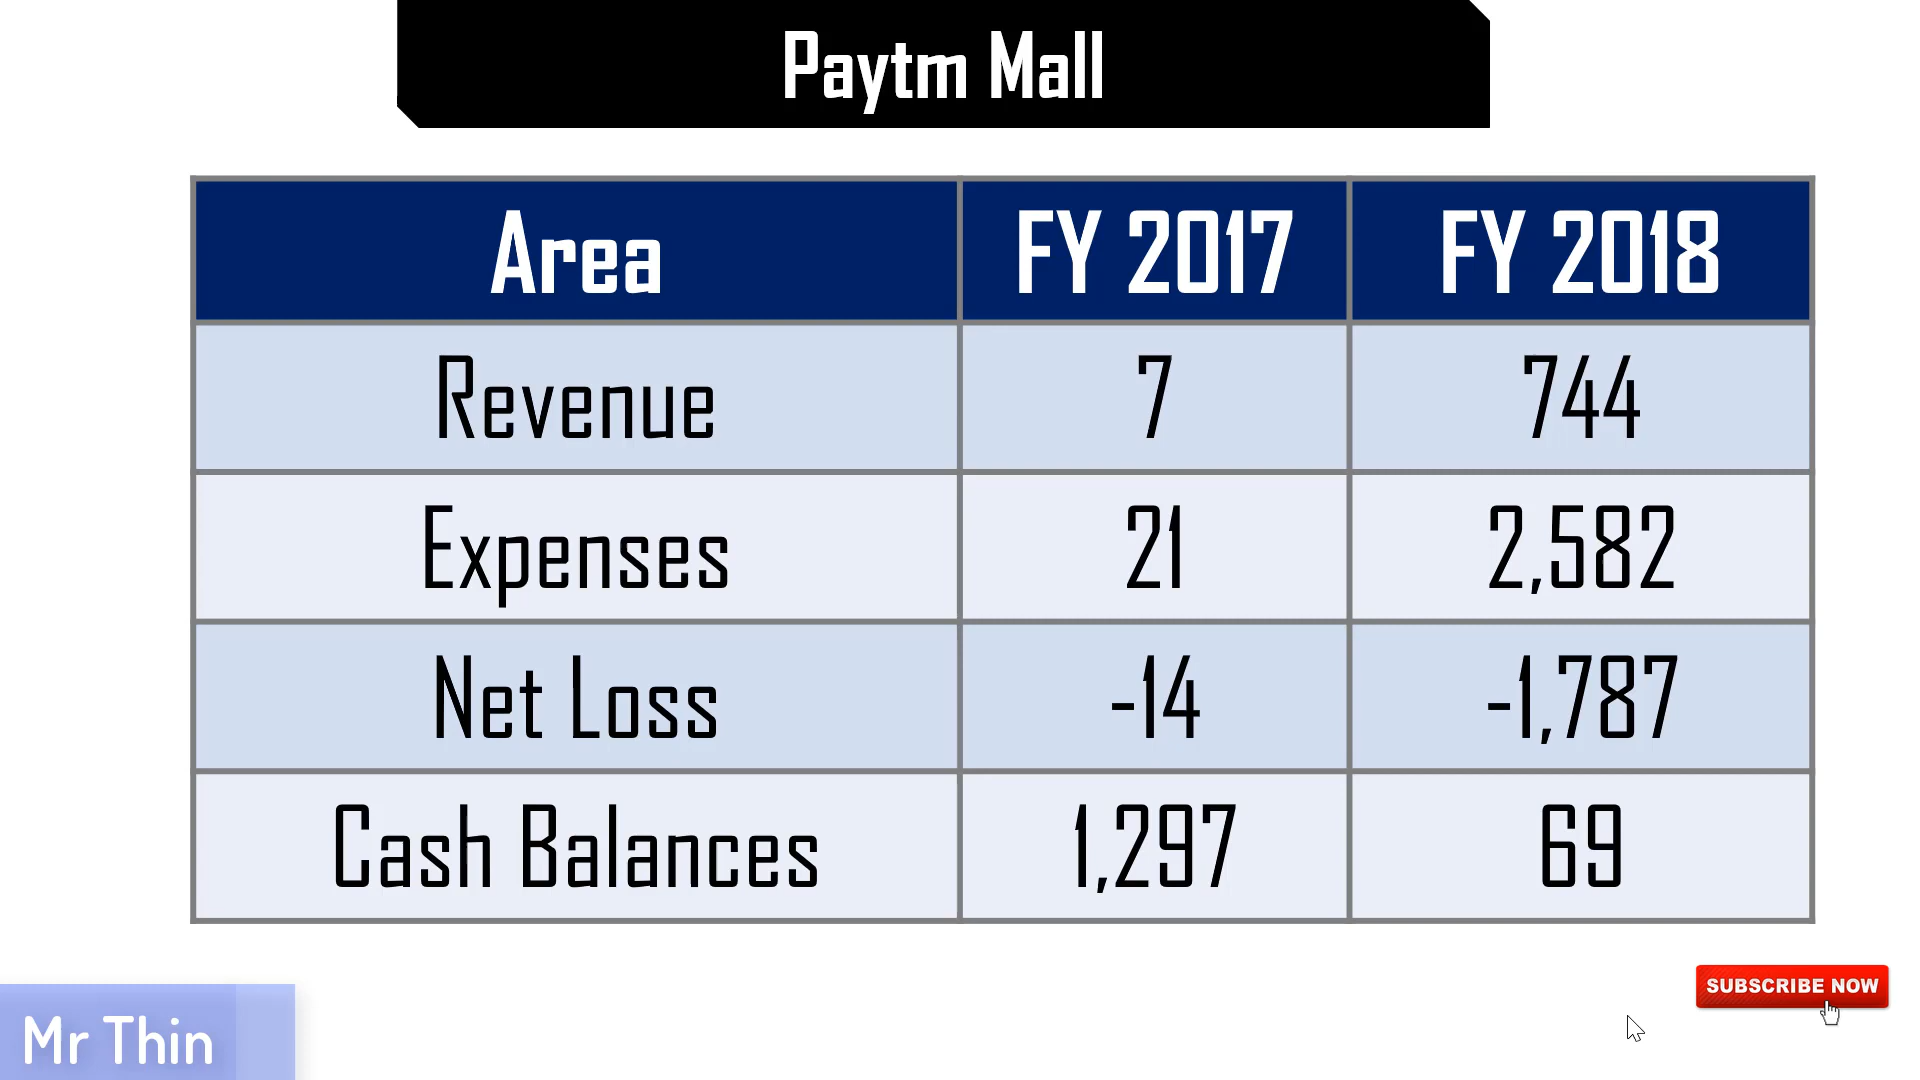 Paytm Mall
Area FY 2017 FY 2018
Revenue 7 744
Expenses 21 2,582
Net Loss -14 -1,787
Cash Balances 1,297 69
SUBSCRIBE NOW
Mr Thin